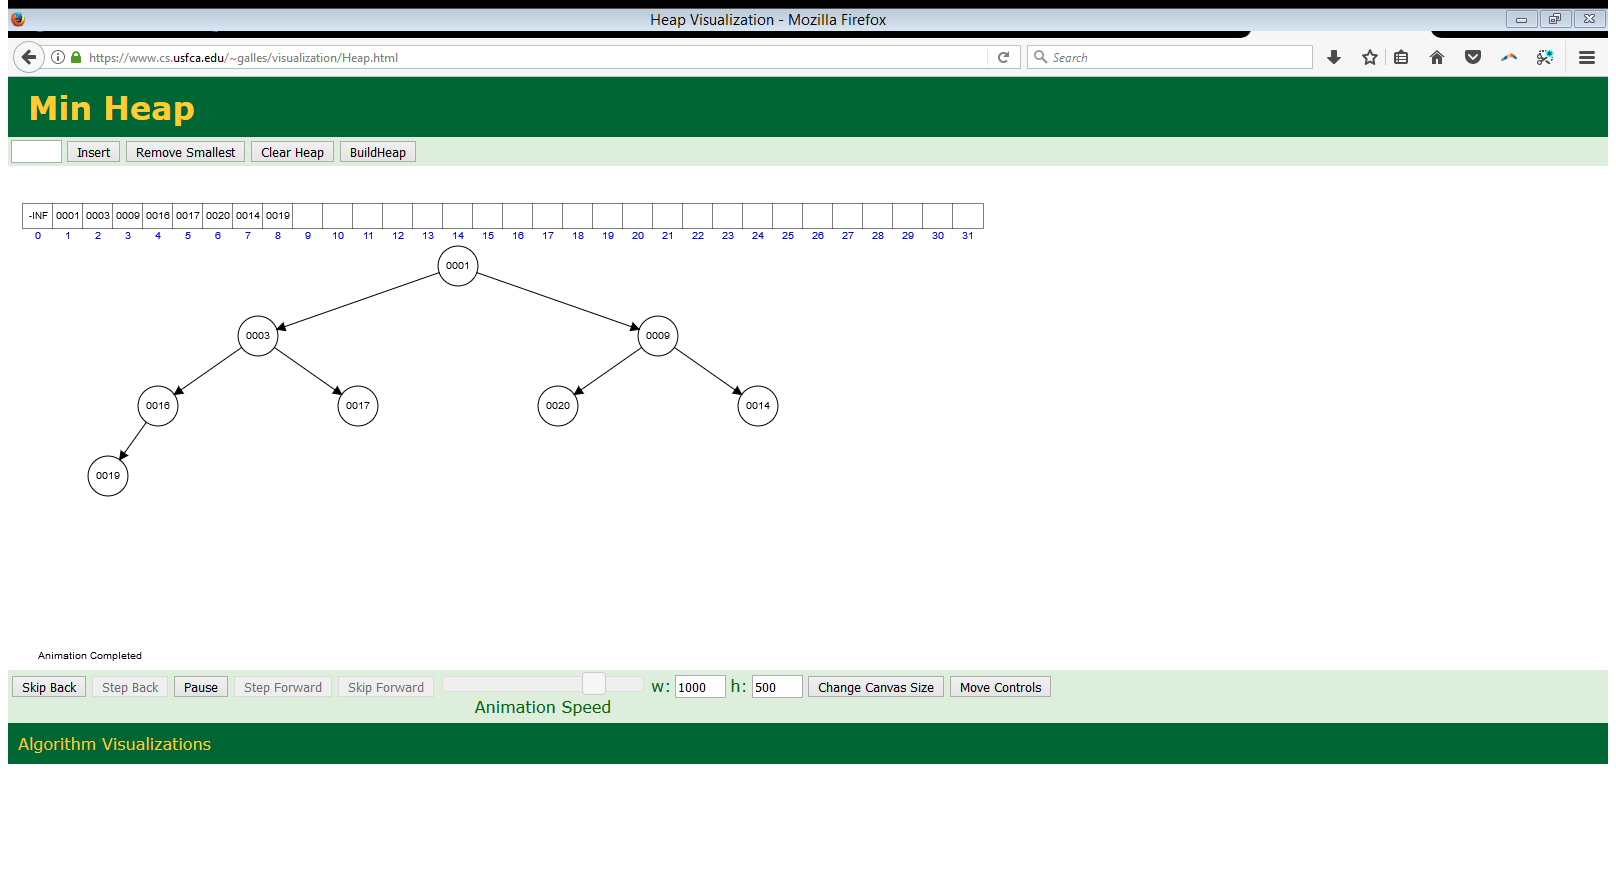 Heap Visualization - Mozilla Firefox
https://www.cs.usfca.edu/~galles/visualization/Heap.html Search
Min Heap
Insert Remove Smallest Clear Heap BuildHeap
-INF 0001 0003 0009 0016 0017 0020 0014 0019
0 1 2 3 4 5 6 7 8 9 10 11 12 13 14 15 16 17 18 19 20 21 22 23 24 25 26 27 28 29 30 31
0001
0003 0009
0016 0017 0020 0014
0019
Animation Completed
Skip Back Step Back Pause Step Forward Skip Forward w: 1000 h: 500 Change Canvas Size Move Controls
Animation Speed
Algorithm Visualizations